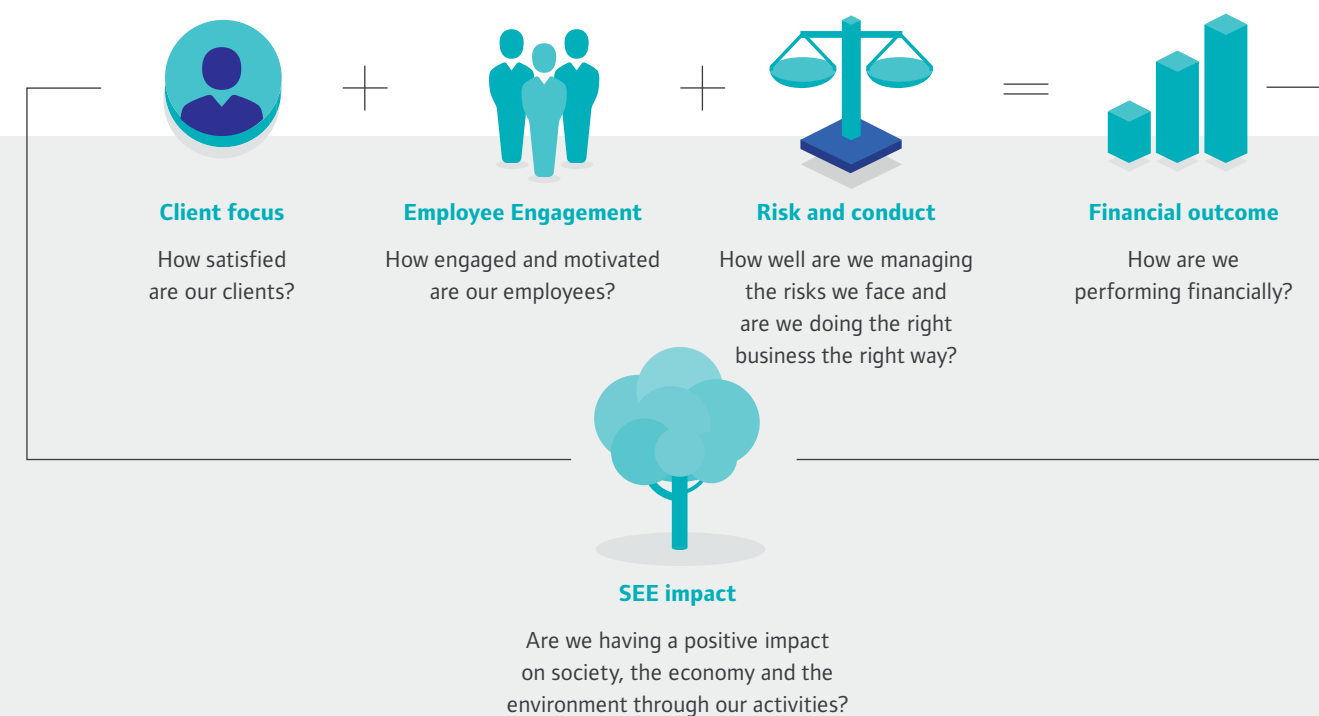 Client focus
How satisfied
are our clients?
Employee Engagement
How engaged and motivated
are our employees?
Risk and conduct
How well are we managing
the risks we face and
are we doing the right
business the right way?
Financial outcome
How are we
performing financially?
SEE impact
Are we having a positive impact
on society, the economy and the
environment through our activities?